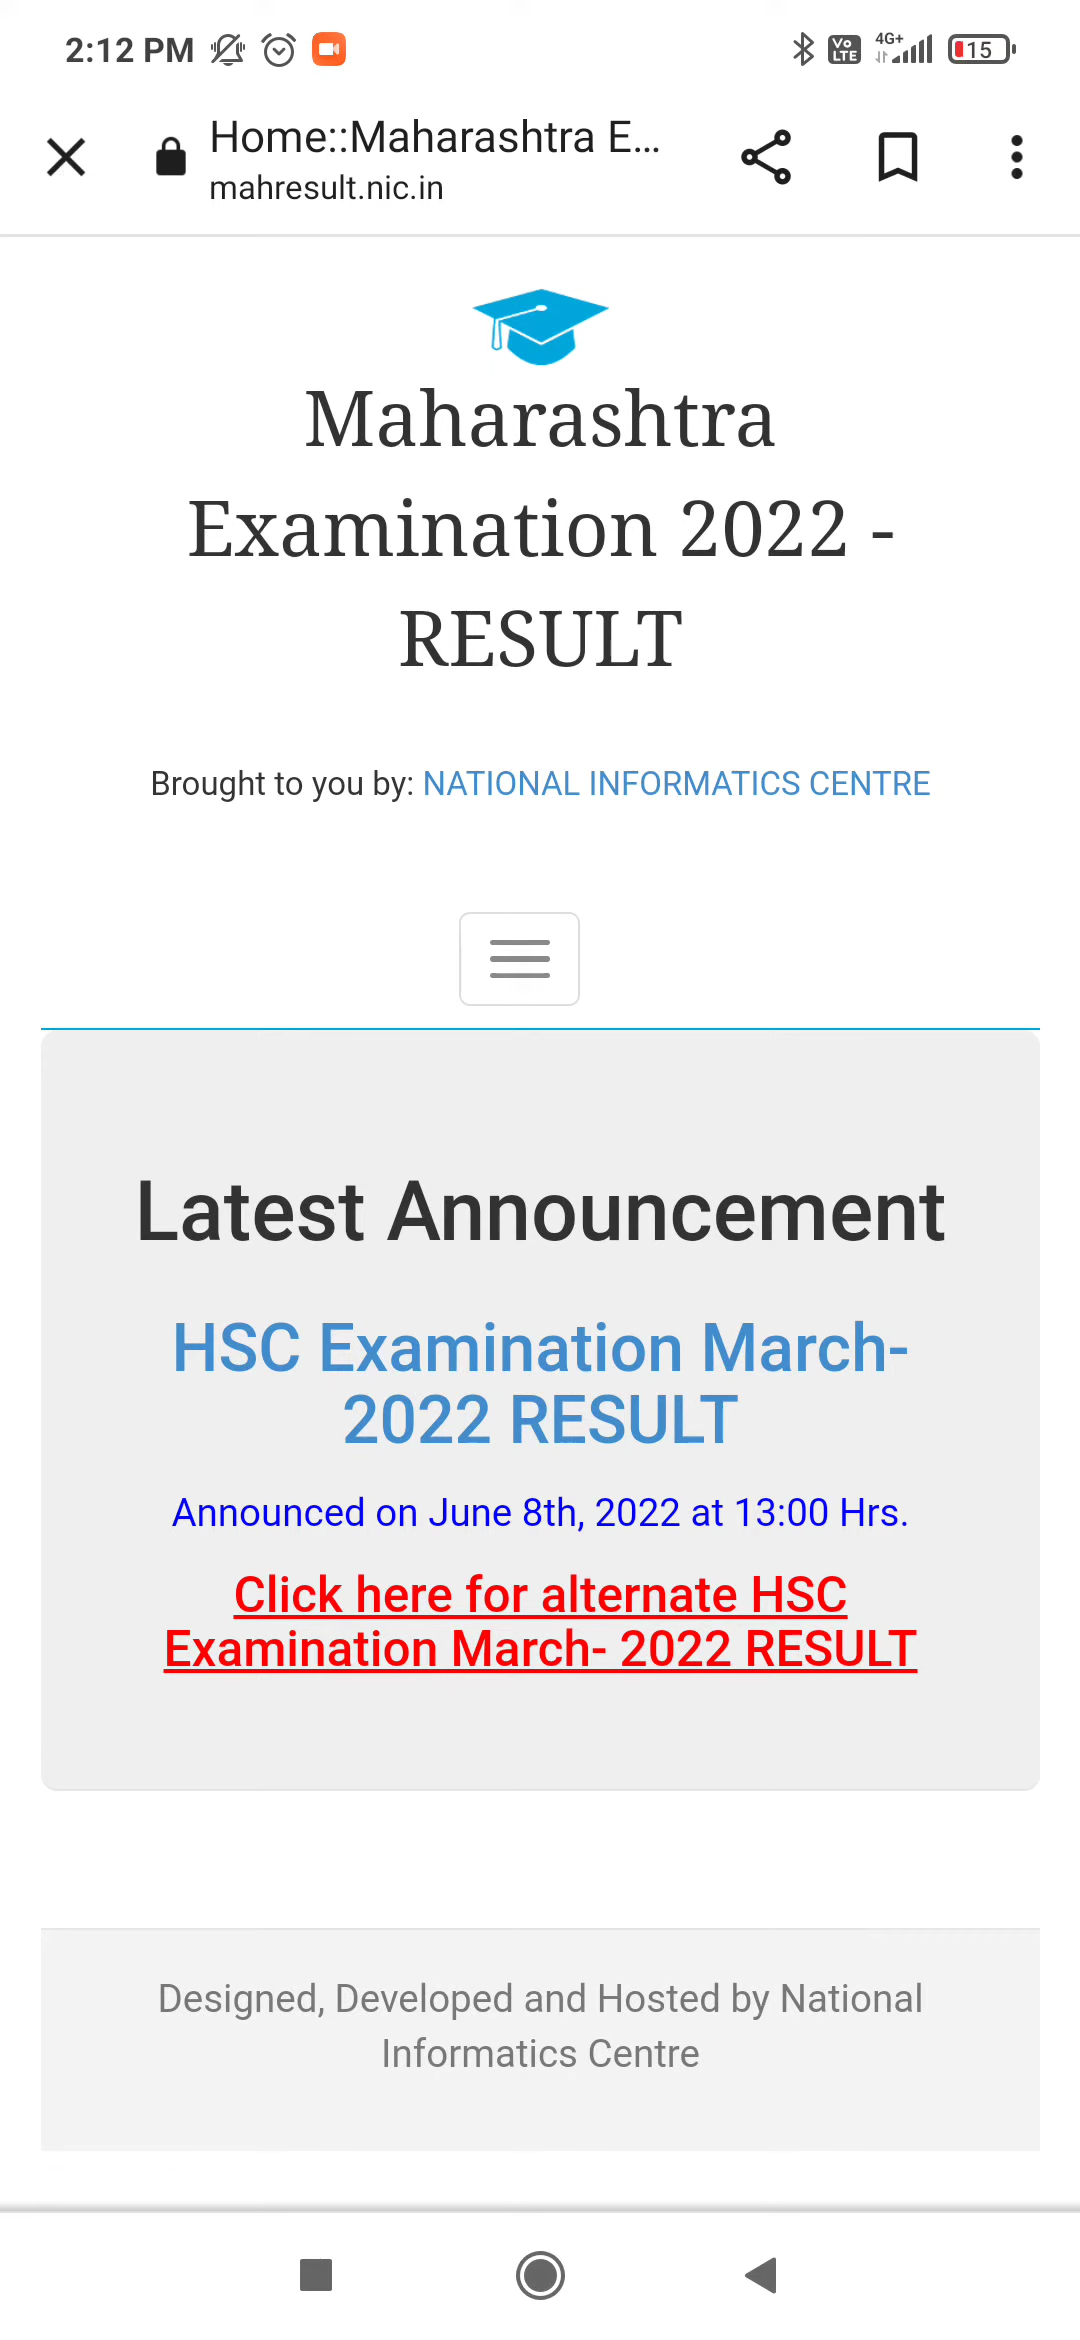 2:12 PM
Vo LTE 4G+ 15
Home::Maharashtra E...
mahresult.nic.in
Maharashtra
Examination 2022 -
RESULT
Brought to you by: NATIONAL INFORMATICS CENTRE
Latest Announcement
HSC Examination March-
2022 RESULT
Announced on June 8th, 2022 at 13:00 Hrs.
Click here for alternate HSC
Examination March- 2022 RESULT
Designed, Developed and Hosted by National
Informatics Centre